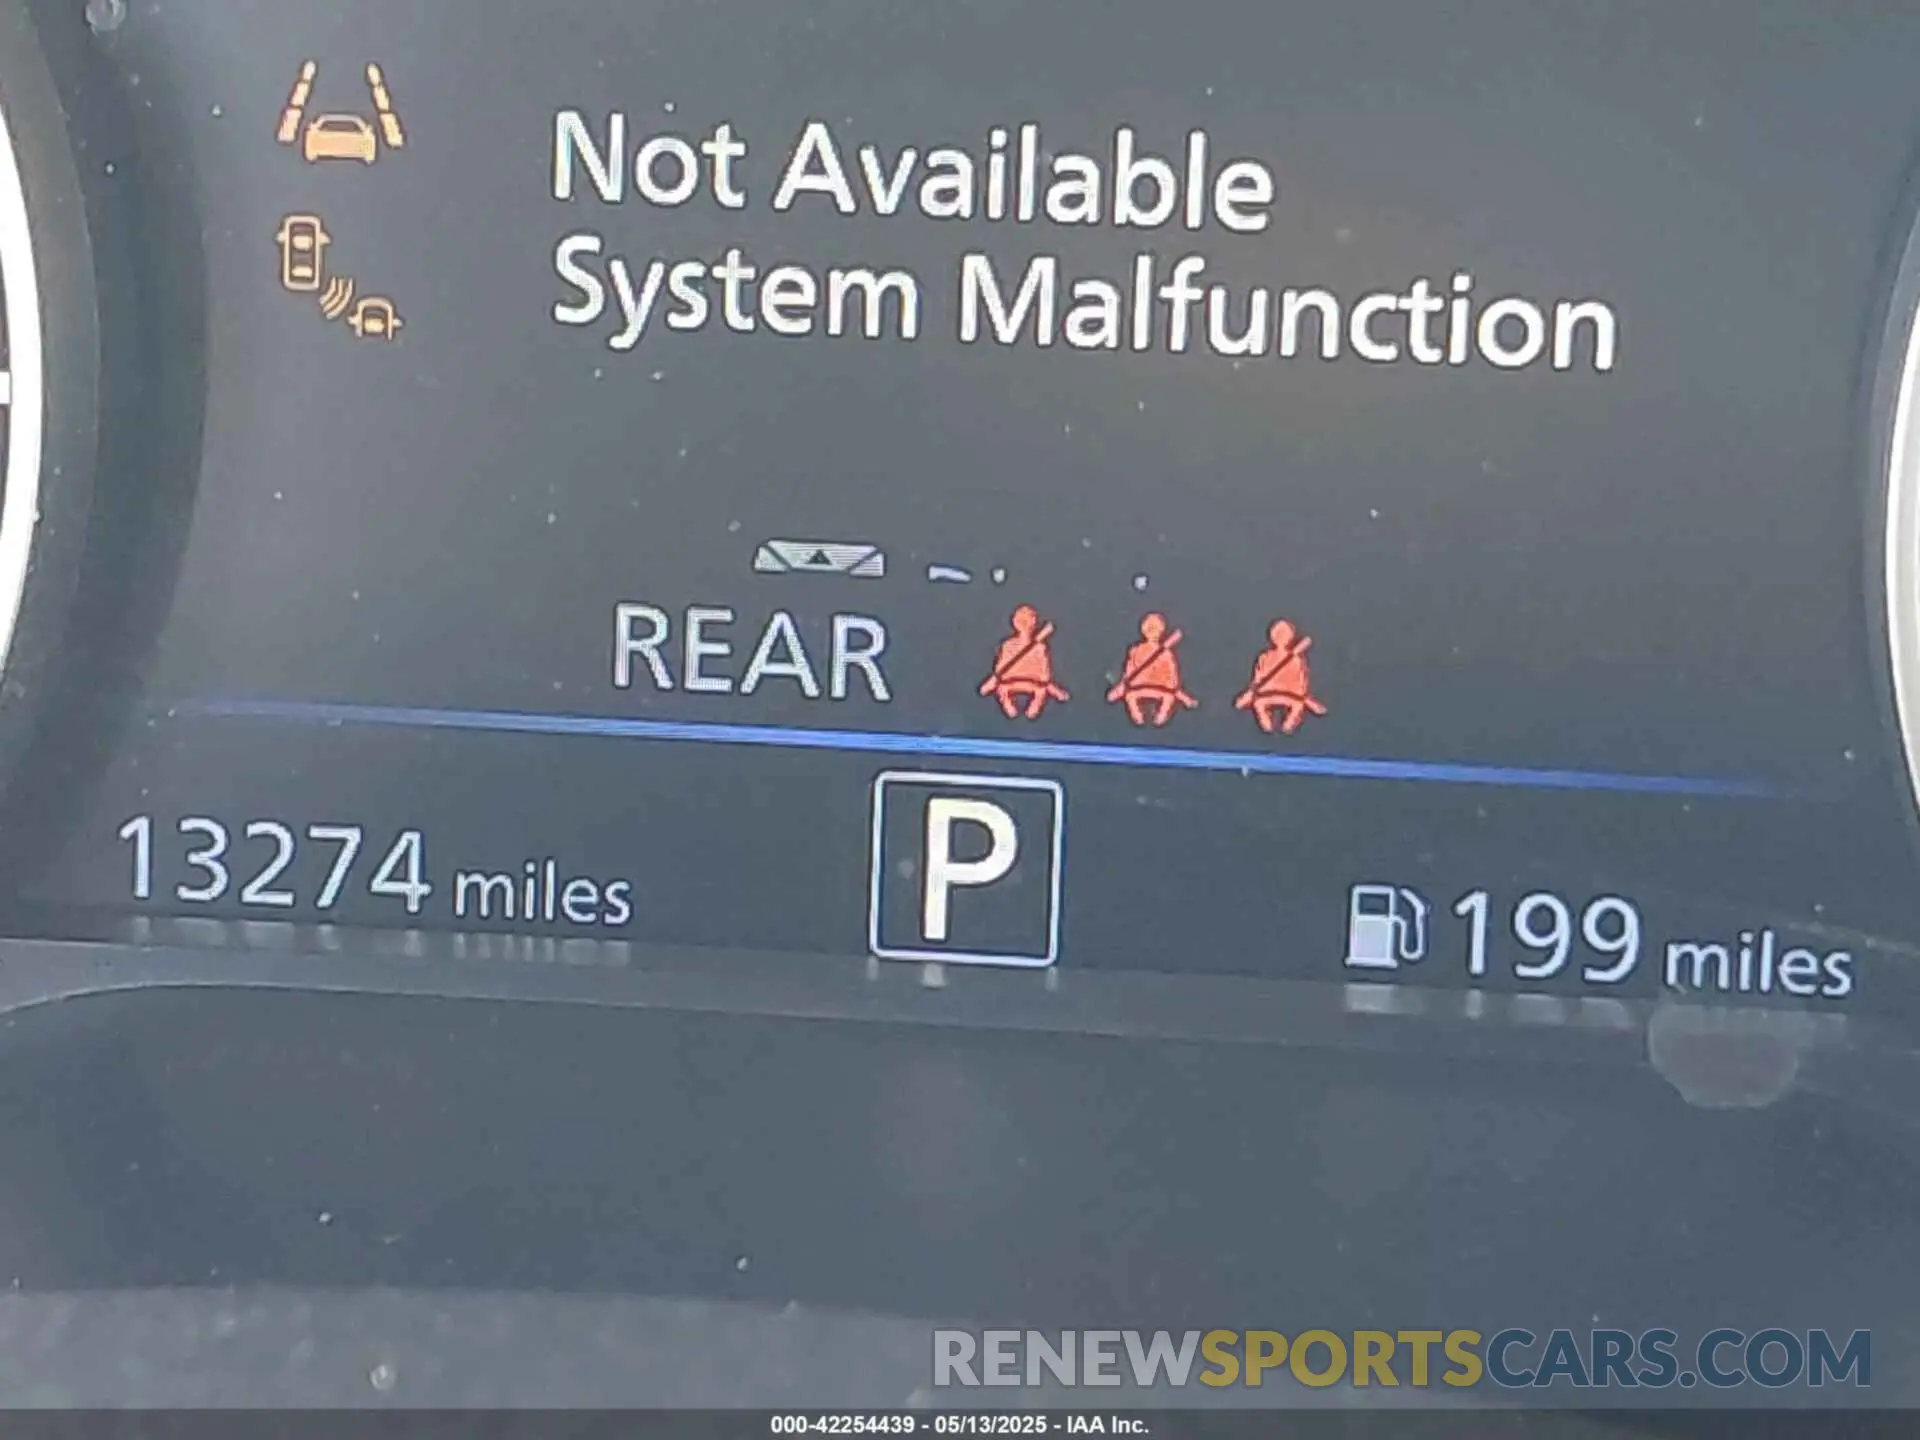 Not Available
System Malfunction
REAR
P
13274 miles
199 miles
RENEWSPORTSCARS.COM
000-42254439 - 05/13/2025 - IAA Inc.